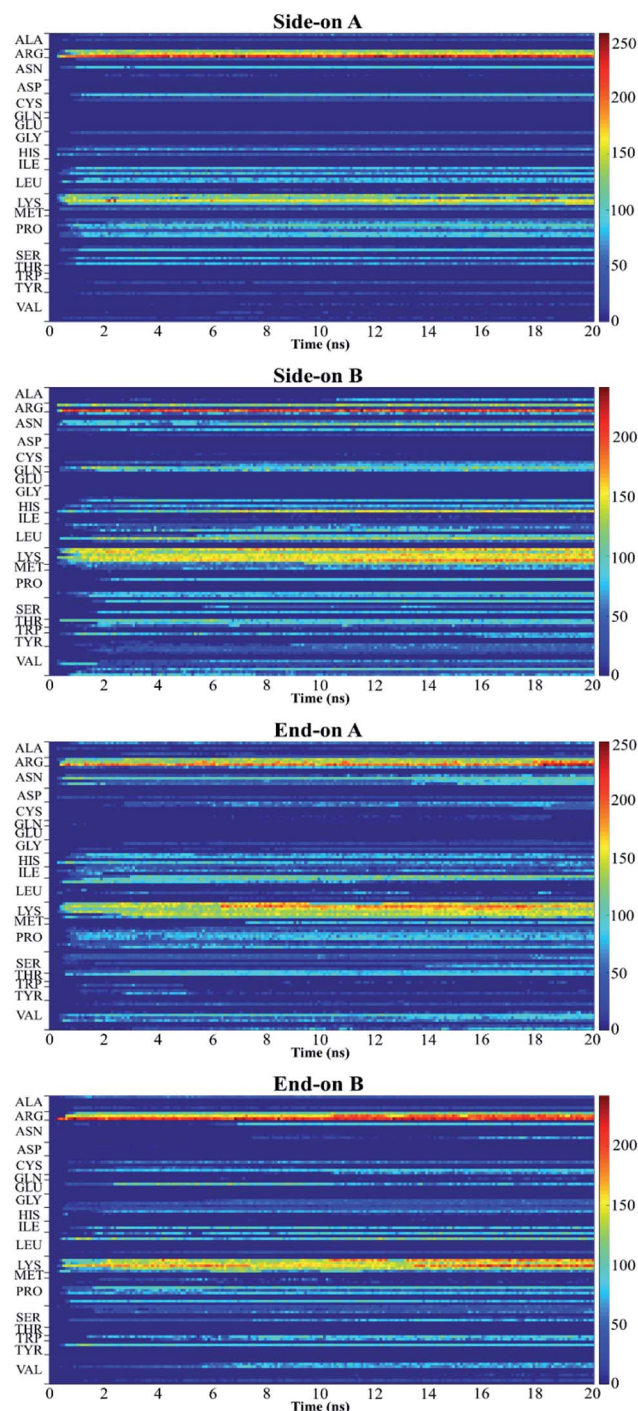 Side-on A
ALA
ARG
ASN
ASP
CYS
GLN
GLU
GLY
HIS
ILE
LEU
LYS
MET
PRO
SER
THR
TRP
TYR
VAL
0 2 4 6 8 10 12 14 16 18 20
Time (ns)
250
200
150
100
50
0
Side-on B
ALA
ARG
ASN
ASP
CYS
GLN
GLU
GLY
HIS
ILE
LEU
LYS
MET
PRO
SER
THR
TRP
TYR
VAL
0 2 4 6 8 10 12 14 16 18 20
Time (ns)
200
150
100
50
0
End-on A
ALA
ARG
ASN
ASP
CYS
GLN
GLU
GLY
HIS
ILE
LEU
LYS
MET
PRO
SER
THR
TRP
TYR
VAL
0 2 4 6 8 10 12 14 16 18 20
Time (ns)
250
200
150
100
50
0
End-on B
ALA
ARG
ASN
ASP
CYS
GLN
GLU
GLY
HIS
ILE
LEU
LYS
MET
PRO
SER
THR
TRP
TYR
VAL
0 2 4 6 8 10 12 14 16 18 20
Time (ns)
200
150
100
50
0